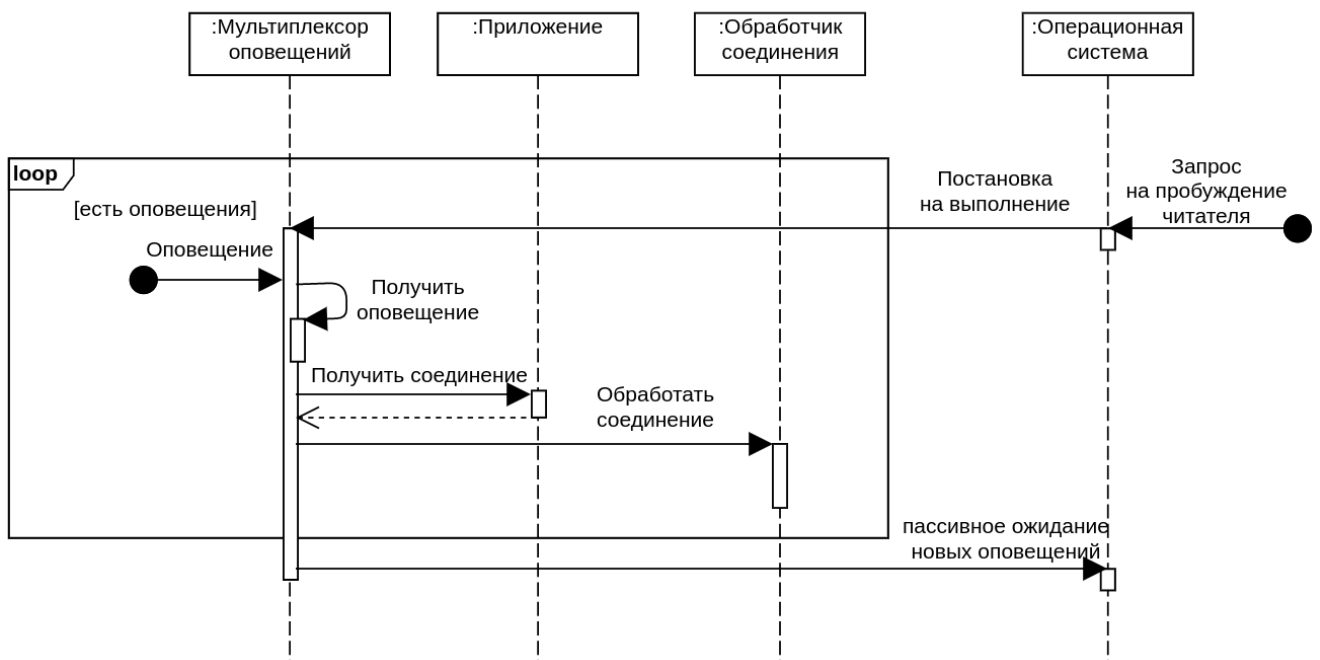 :Мультиплексор
оповещений
:Приложение
:Обработчик
соединения
:Операционная
система
loop
[есть оповещения]
Постановка
на выполнение
Запрос
на пробуждение
читателя
Оповещение
Получить
оповещение
Получить соединение
Обработать
соединение
пассивное ожидание
новых оповещений